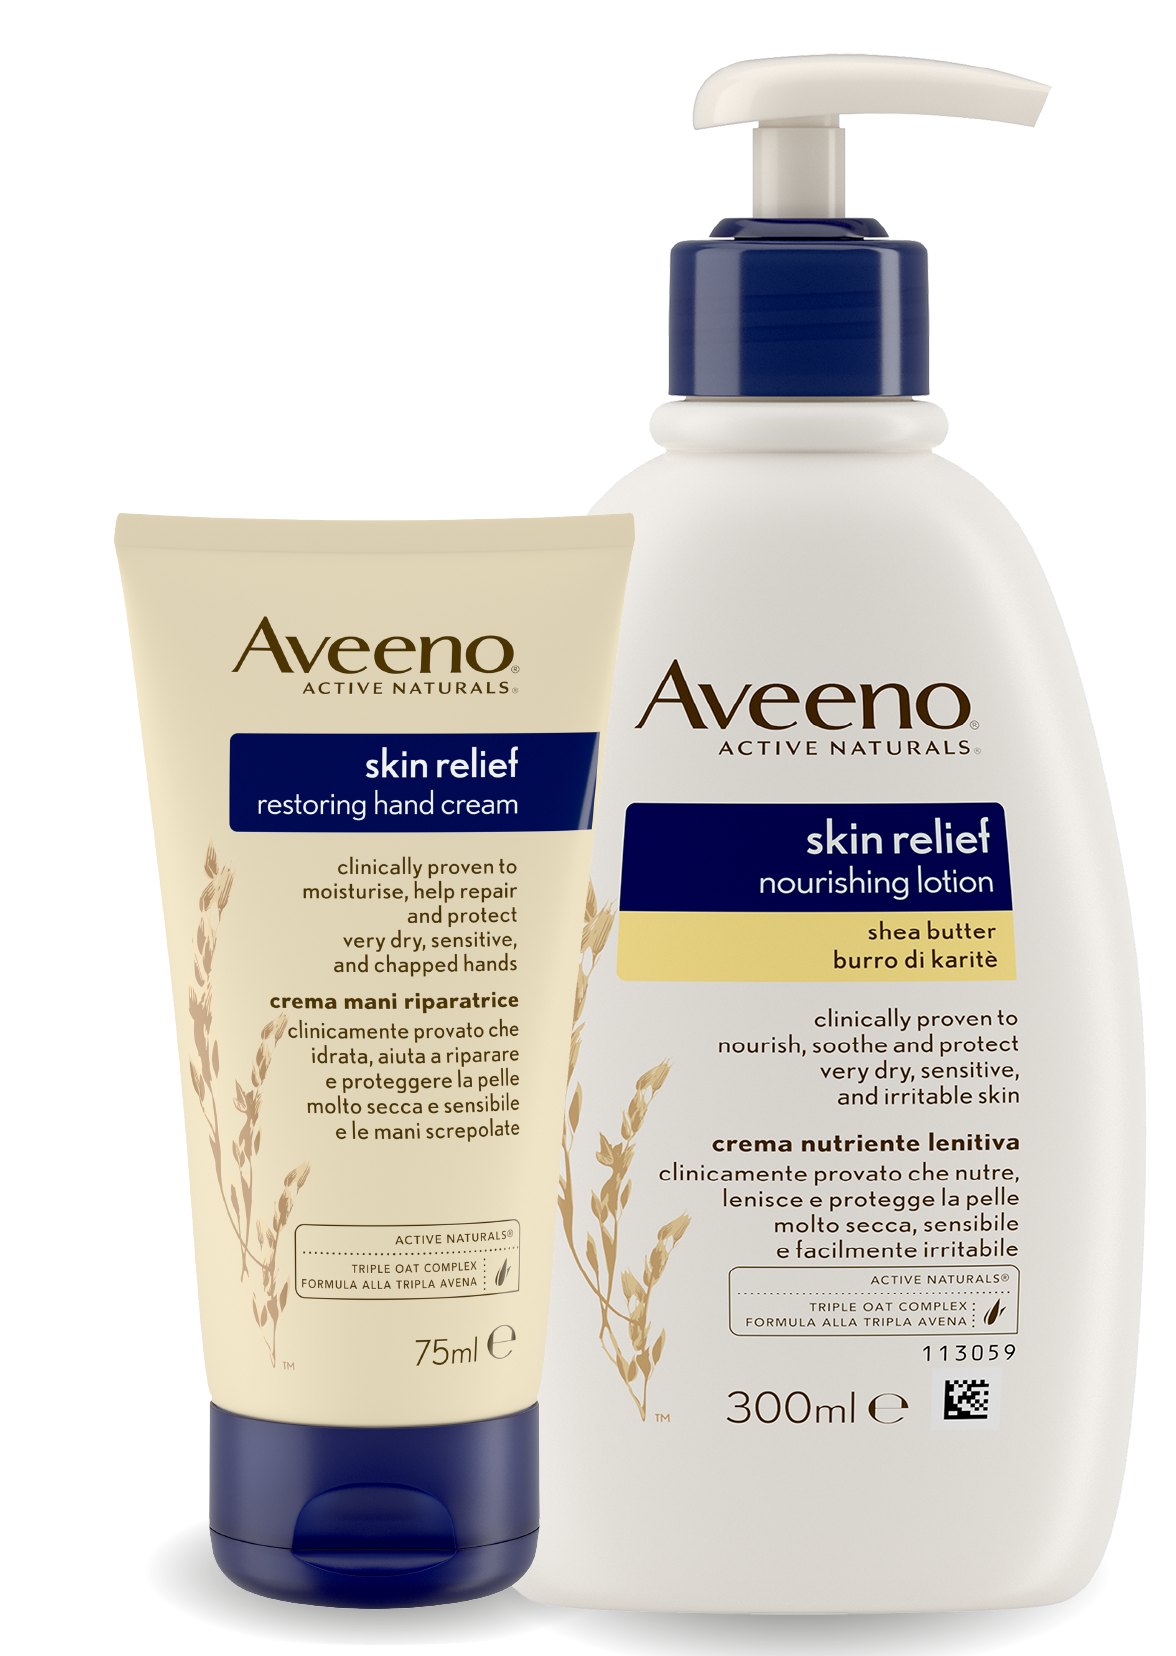 Aveeno®
ACTIVE NATURALS®
skin relief
restoring hand cream
clinically proven to
moisturise, help repair
and protect
very dry, sensitive,
and chapped hands
crema mani riparatrice
clinicamente provato che
idrata, aiuta a riparare
e proteggere la pelle
molto secca e sensibile
e le mani screpolate
ACTIVE NATURALS®
TRIPLE OAT COMPLEX
FORMULA ALLA TRIPLA AVENA
75ml e
TM
Aveeno®
ACTIVE NATURALS®
skin relief
nourishing lotion
shea butter
burro di karitè
clinically proven to
nourish, soothe and protect
very dry, sensitive,
and irritable skin
crema nutriente lenitiva
clinicamente provato che nutre,
lenisce e protegge la pelle
molto secca, sensibile
e facilmente irritabile
ACTIVE NATURALS®
TRIPLE OAT COMPLEX
FORMULA ALLA TRIPLA AVENA
113059
300ml e
TM